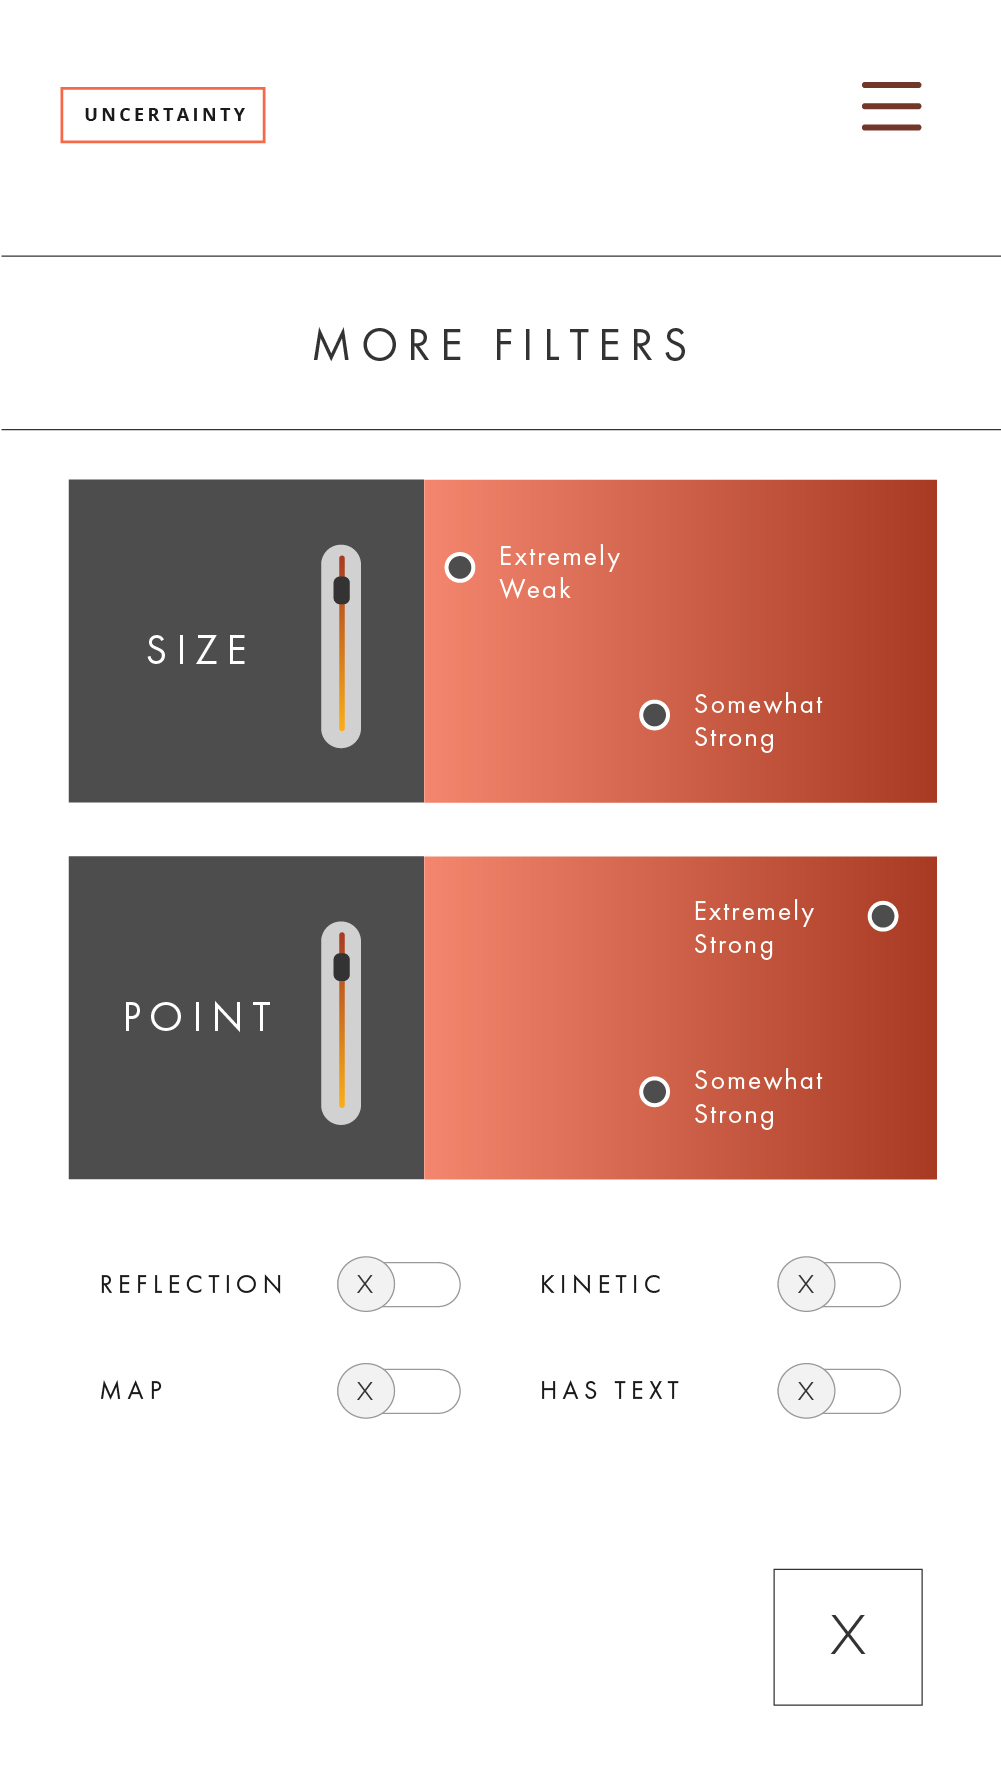 UNCERTAINTY
MORE FILTERS
SIZE
Extremely
Weak
Somewhat
Strong
POINT
Extremely
Strong
Somewhat
Strong
REFLECTION X
KINETIC X
MAP X
HAS TEXT X
X